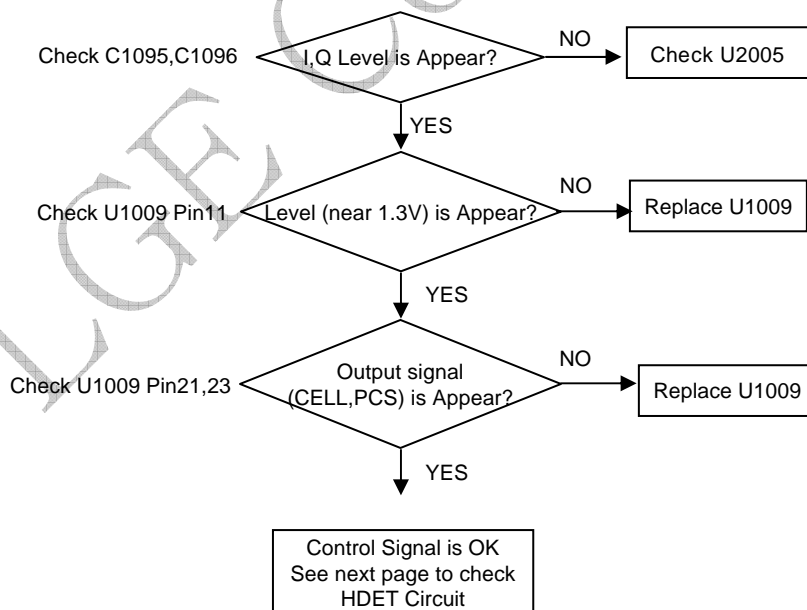 Check C1095,C1096
I,Q Level is Appear?
NO
Check U2005
YES
Check U1009 Pin11
Level (near 1.3V) is Appear?
NO
Replace U1009
YES
Check U1009 Pin21,23
Output signal
(CELL,PCS) is Appear?
NO
Replace U1009
YES
Control Signal is OK
See next page to check
HDET Circuit
LGE